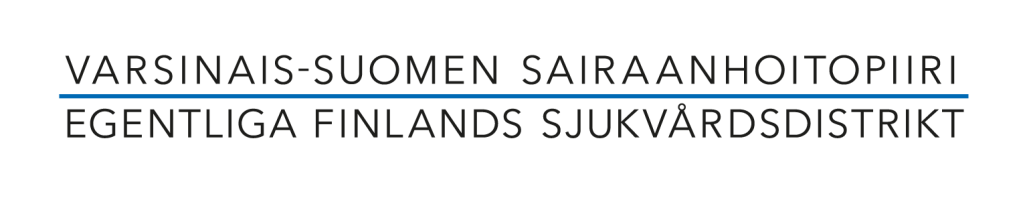 VARSINAIS-SUOMEN SAIRAANHOITOPIIRI
EGENTLIGA FINLANDS SJUKVÅRDSDISTRIKT